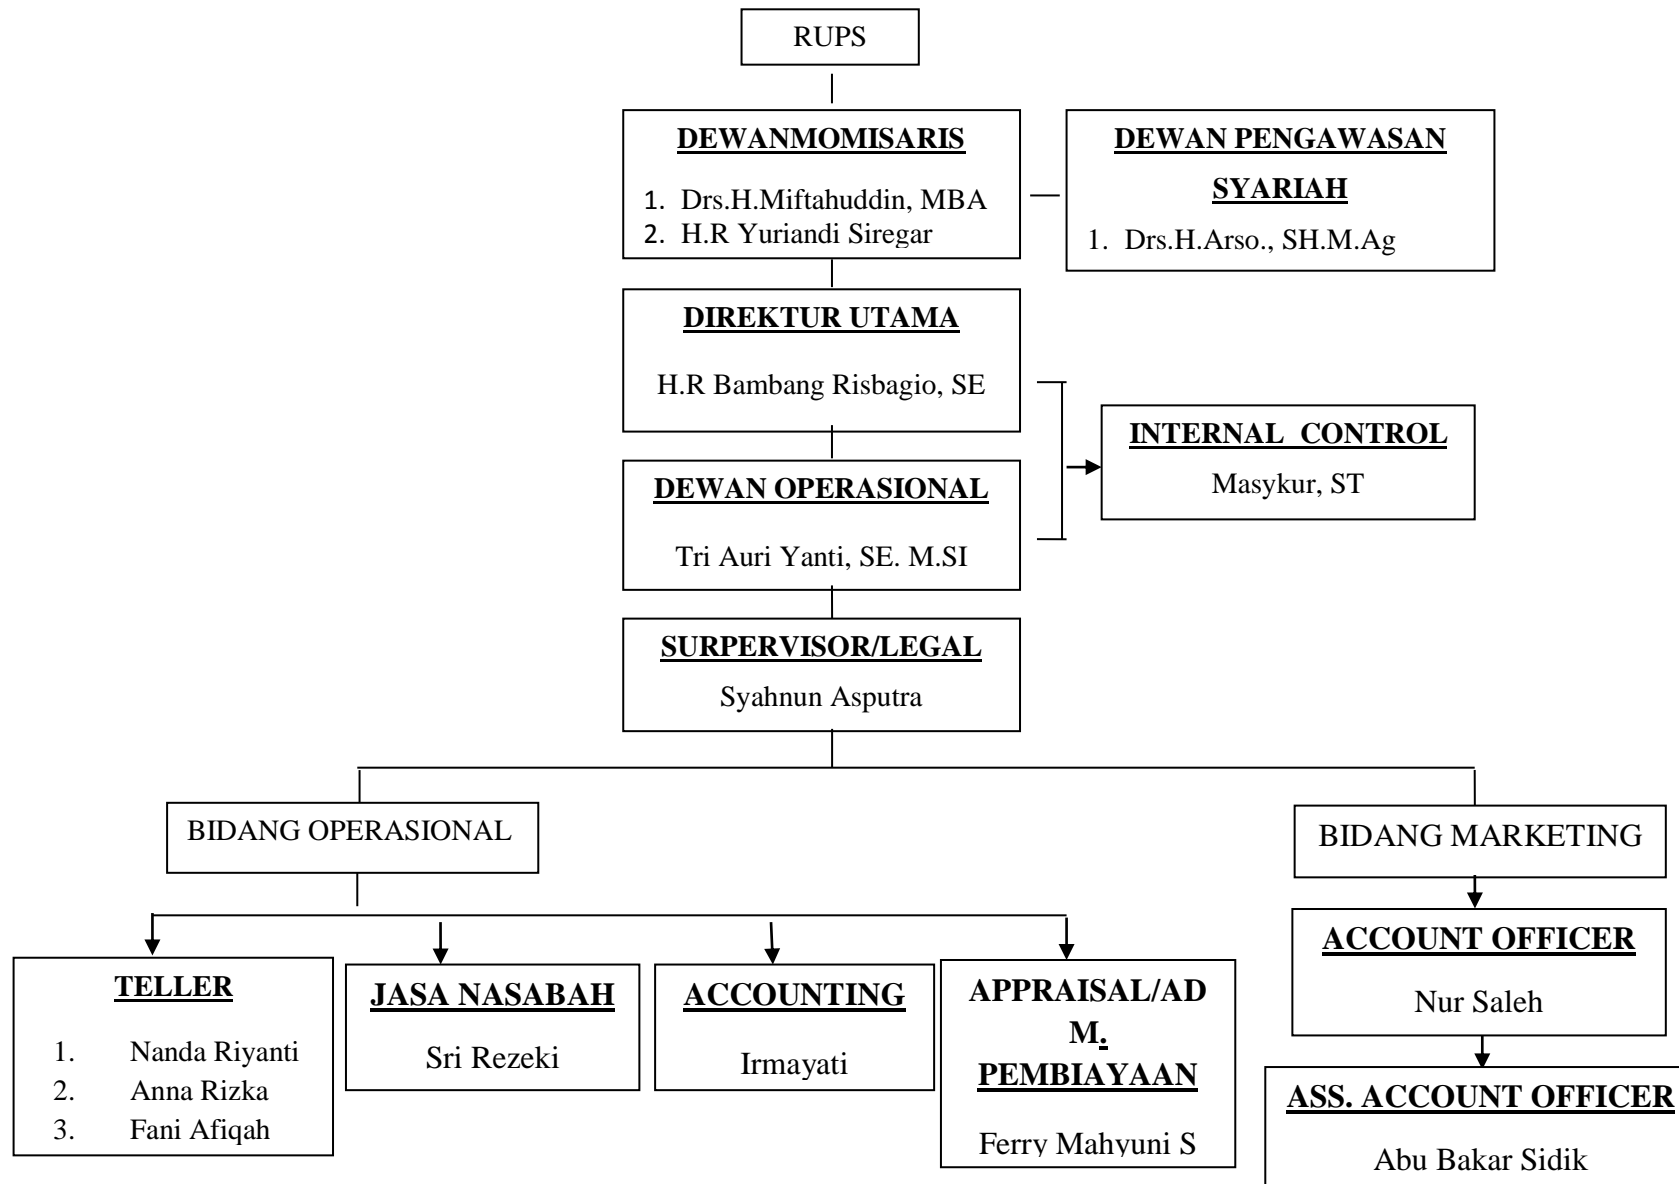 RUPS
DEWANMOMISARIS
1. Drs.H.Miftahuddin, MBA
2. H.R Yuriandi Siregar
DEWAN PENGAWASAN
SYARIAH
1. Drs.H.Arso., SH.M.Ag
DIREKTUR UTAMA
H.R Bambang Risbagio, SE
INTERNAL CONTROL
Masykur, ST
DEWAN OPERASIONAL
Tri Auri Yanti, SE. M.SI
SURPERVISOR/LEGAL
Syahnun Asputra
BIDANG OPERASIONAL
BIDANG MARKETING
TELLER
1. Nanda Riyanti
2. Anna Rizka
3. Fani Afiqah
JASA NASABAH
Sri Rezeki
ACCOUNTING
Irmayati
APPRAISAL/AD
M.
PEMBIAYAAN
Ferry Mahyuni S
ACCOUNT OFFICER
Nur Saleh
ASS. ACCOUNT OFFICER
Abu Bakar Sidik